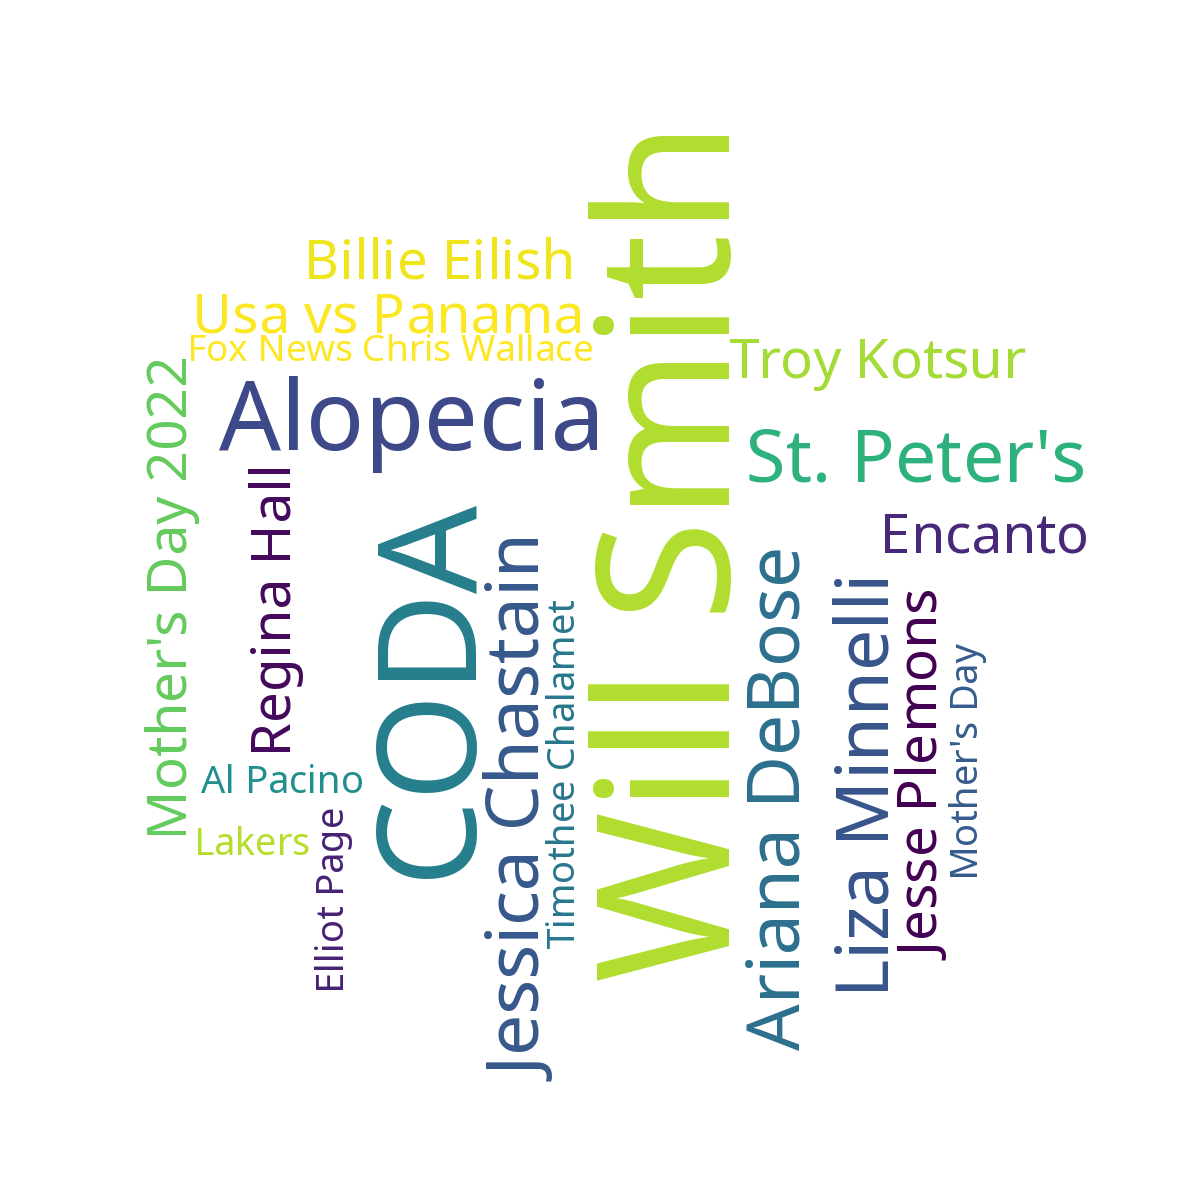 Billie Eilish
Usa vs Panama
Fox News Chris Wallace
Alopecia
Will Smith
Troy Kotsur
St. Peter's
Encanto
Mother's Day 2022
Regina Hall
CODA
Jessica Chastain
Timothee Chalamet
Ariana DeBose
Liza Minnelli
Jesse Plemons
Mother's Day
Al Pacino
Lakers
Elliot Page